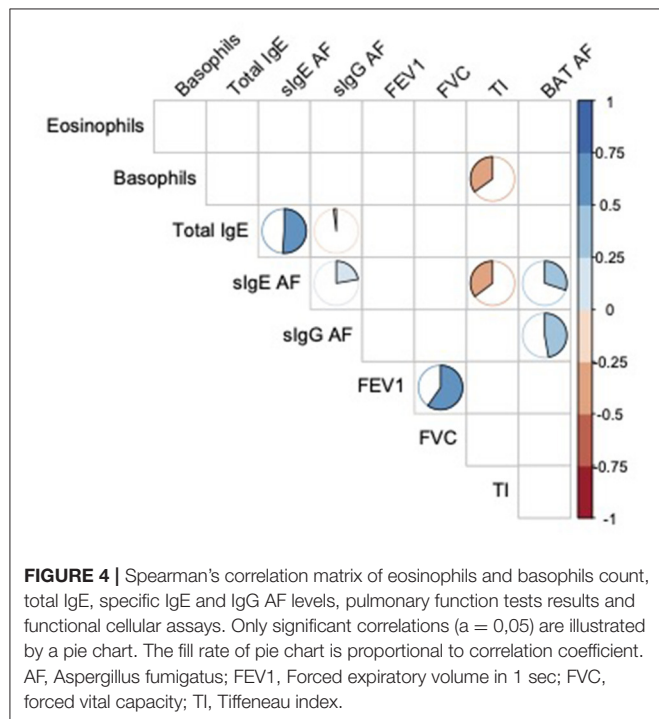 Basophils
Total IgE
sIgE AF
sIgG AF
FEV1
FVC
TI
BAT AF
Eosinophils
Basophils
Total IgE
sIgE AF
sIgG AF
FEV1
FVC
TI
1
0.75
0.5
0.25
0
-0.25
-0.5
-0.75
-1
FIGURE 4 | Spearman's correlation matrix of eosinophils and basophils count,
total IgE, specific IgE and IgG AF levels, pulmonary function tests results and
functional cellular assays. Only significant correlations (a = 0,05) are illustrated
by a pie chart. The fill rate of pie chart is proportional to correlation coefficient.
AF, Aspergillus fumigatus; FEV1, Forced expiratory volume in 1 sec; FVC,
forced vital capacity; TI, Tiffeneau index.